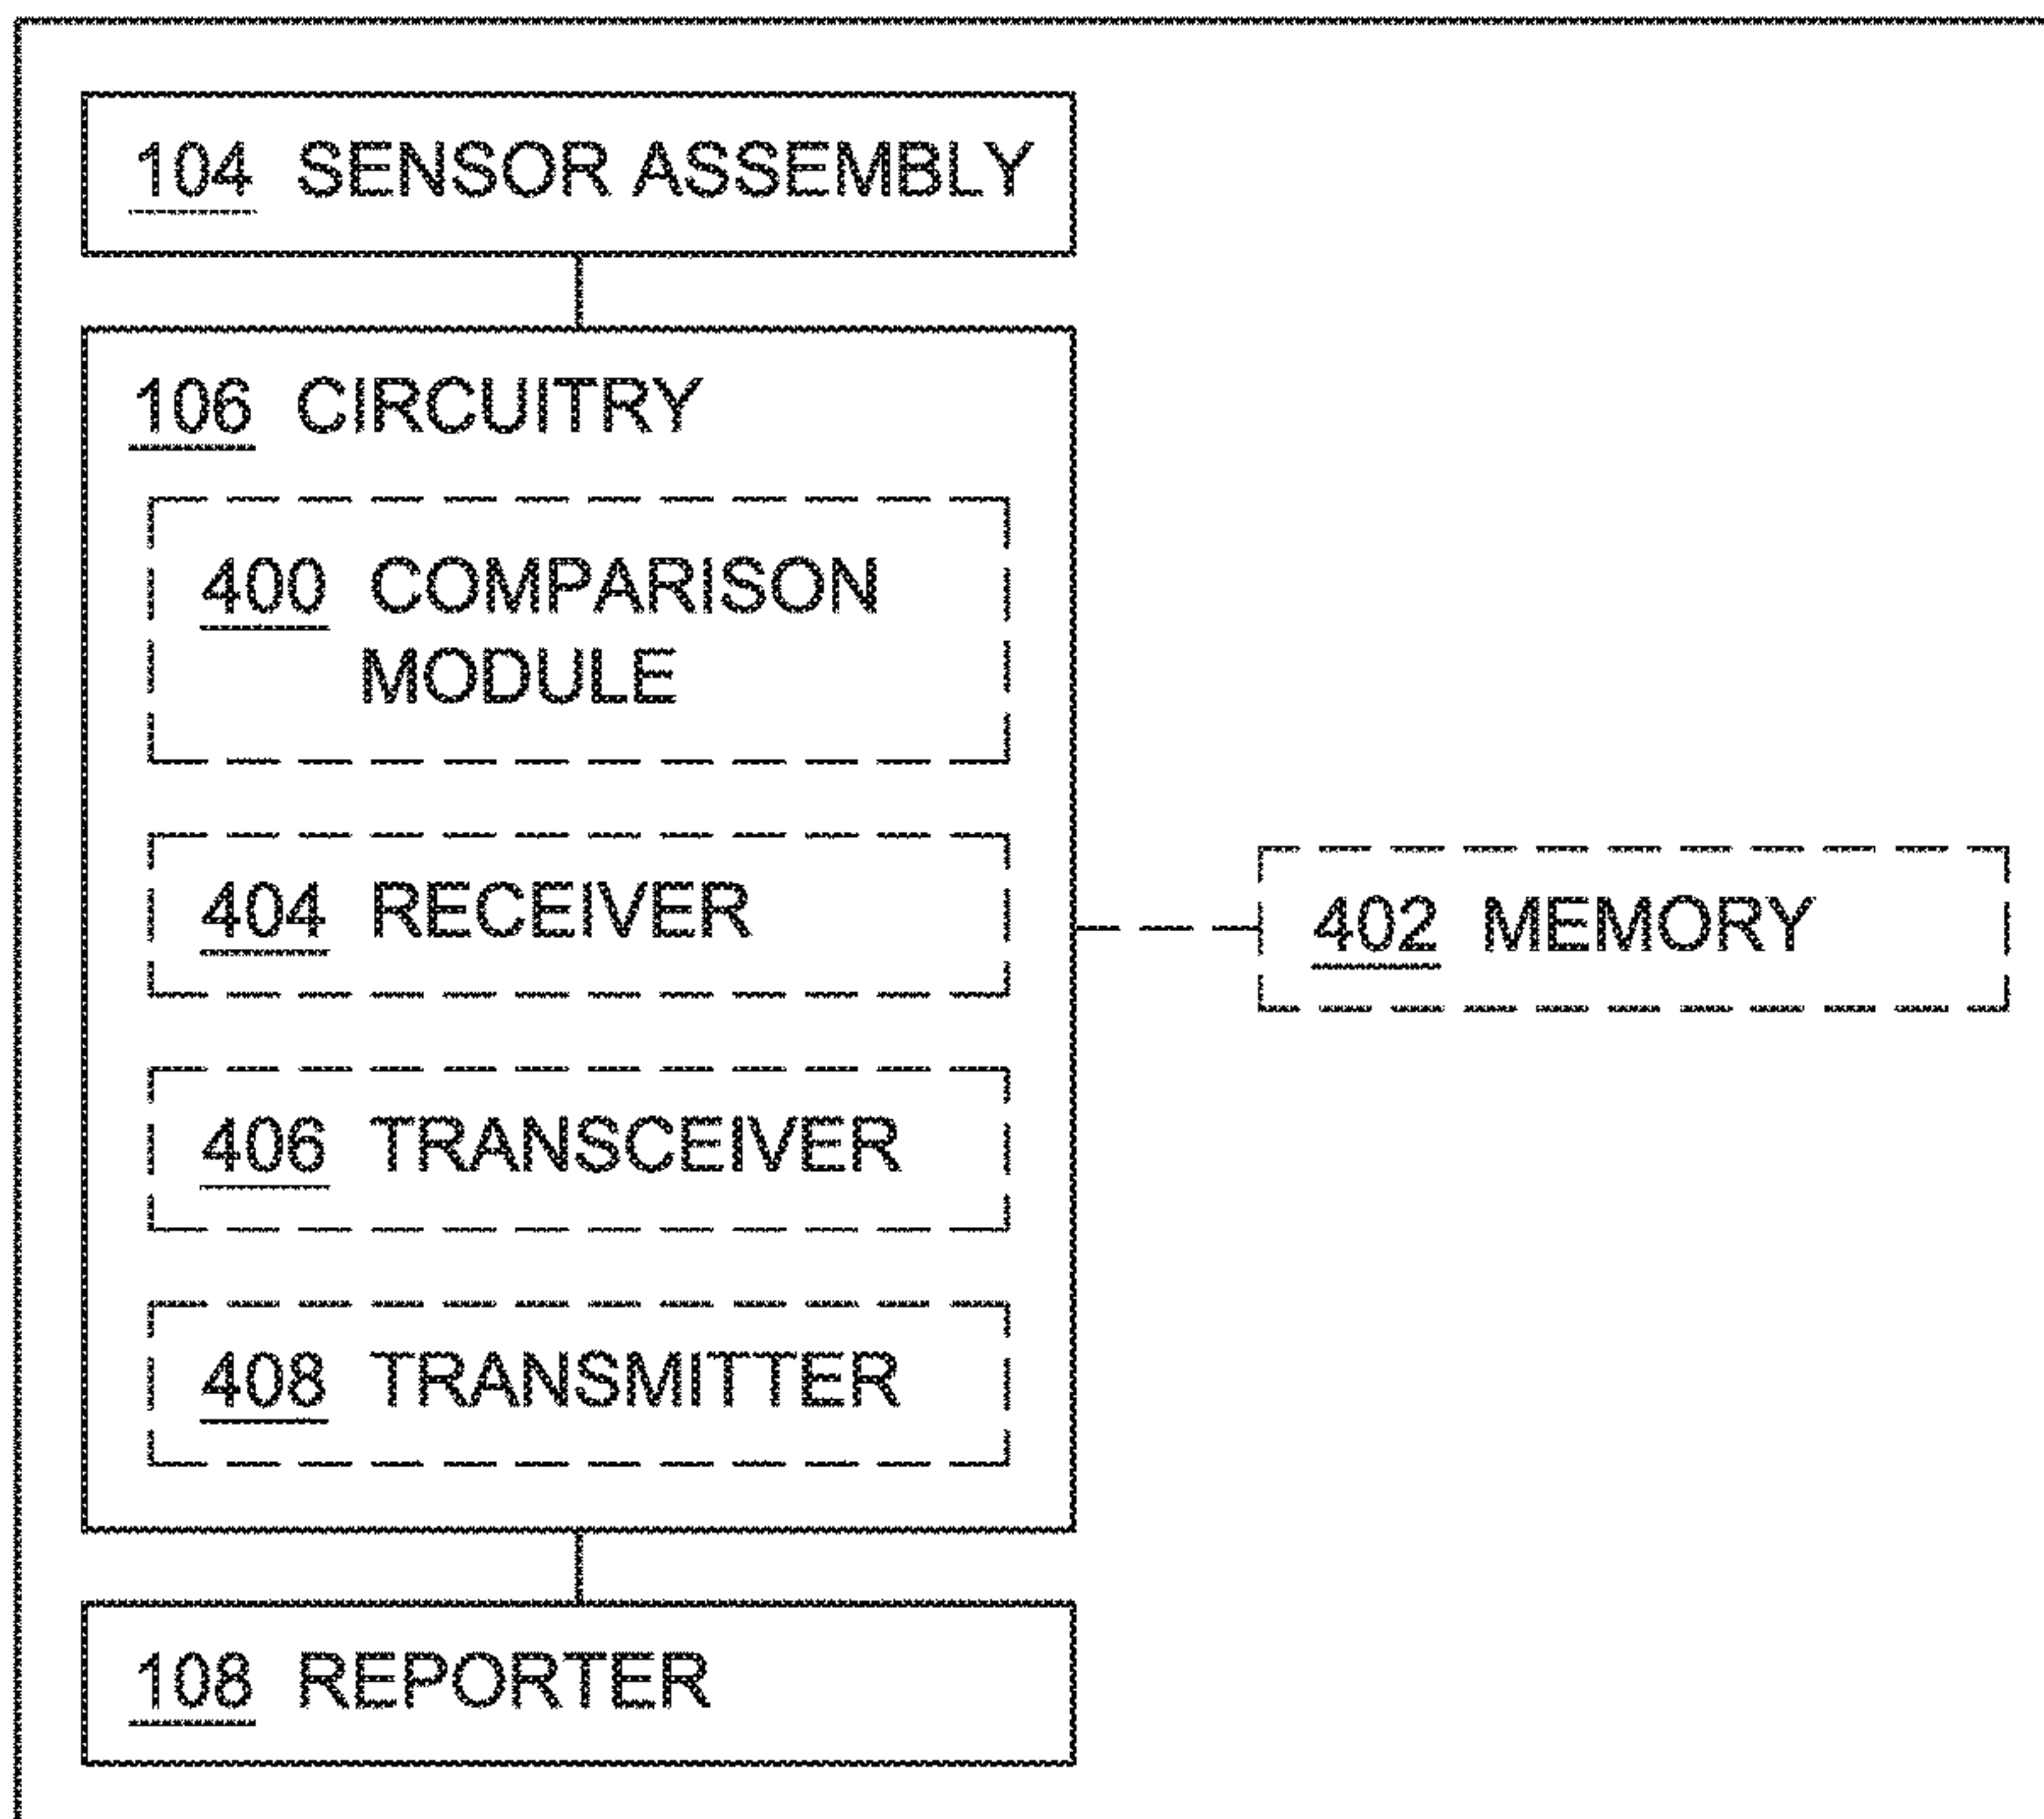 104 SENSOR ASSEMBLY
106 CIRCUITRY
400 COMPARISON
MODULE
404 RECEIVER
402 MEMORY
406 TRANSCEIVER
408 TRANSMITTER
108 REPORTER